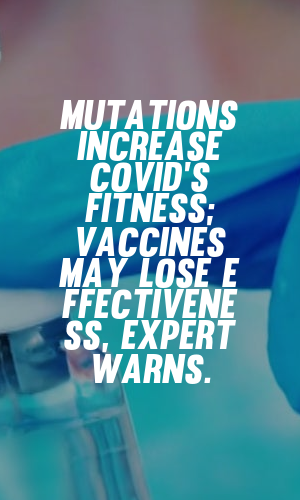 MUTATIONS
INCREASE
COVID'S
FITNESS;
VACCINES
MAY LOSE E
FFECTIVENE
SS, EXPERT
WARNS.